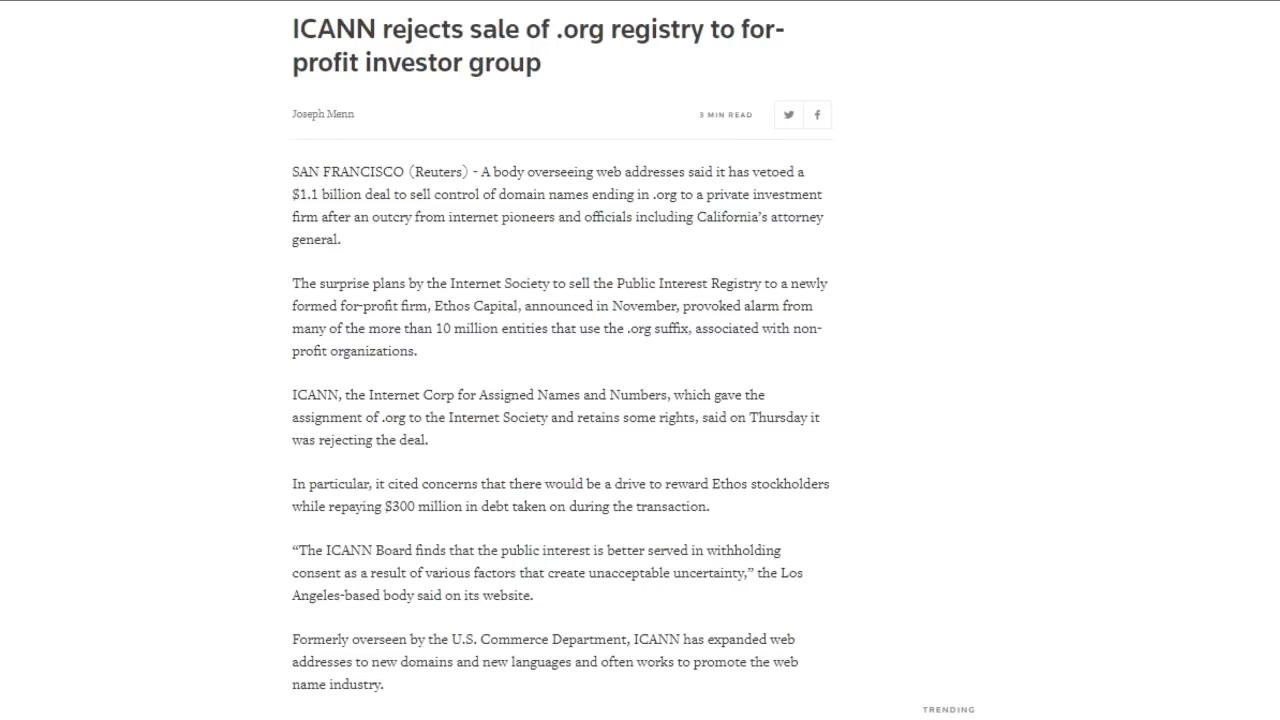 ICANN rejects sale of .org registry to for-
profit investor group
Joseph Menn
3 MIN READ
SAN FRANCISCO (Reuters) - A body overseeing web addresses said it has vetoed a
$1.1 billion deal to sell control of domain names ending in .org to a private investment
firm after an outcry from internet pioneers and officials including California’s attorney
general.
The surprise plans by the Internet Society to sell the Public Interest Registry to a newly
formed for-profit firm, Ethos Capital, announced in November, provoked alarm from
many of the more than 10 million entities that use the .org suffix, associated with non-
profit organizations.
ICANN, the Internet Corp for Assigned Names and Numbers, which gave the
assignment of .org to the Internet Society and retains some rights, said on Thursday it
was rejecting the deal.
In particular, it cited concerns that there would be a drive to reward Ethos stockholders
while repaying $300 million in debt taken on during the transaction.
“The ICANN Board finds that the public interest is better served in withholding
consent as a result of various factors that create unacceptable uncertainty,” the Los
Angeles-based body said on its website.
Formerly overseen by the U.S. Commerce Department, ICANN has expanded web
addresses to new domains and new languages and often works to promote the web
name industry.
TRENDING